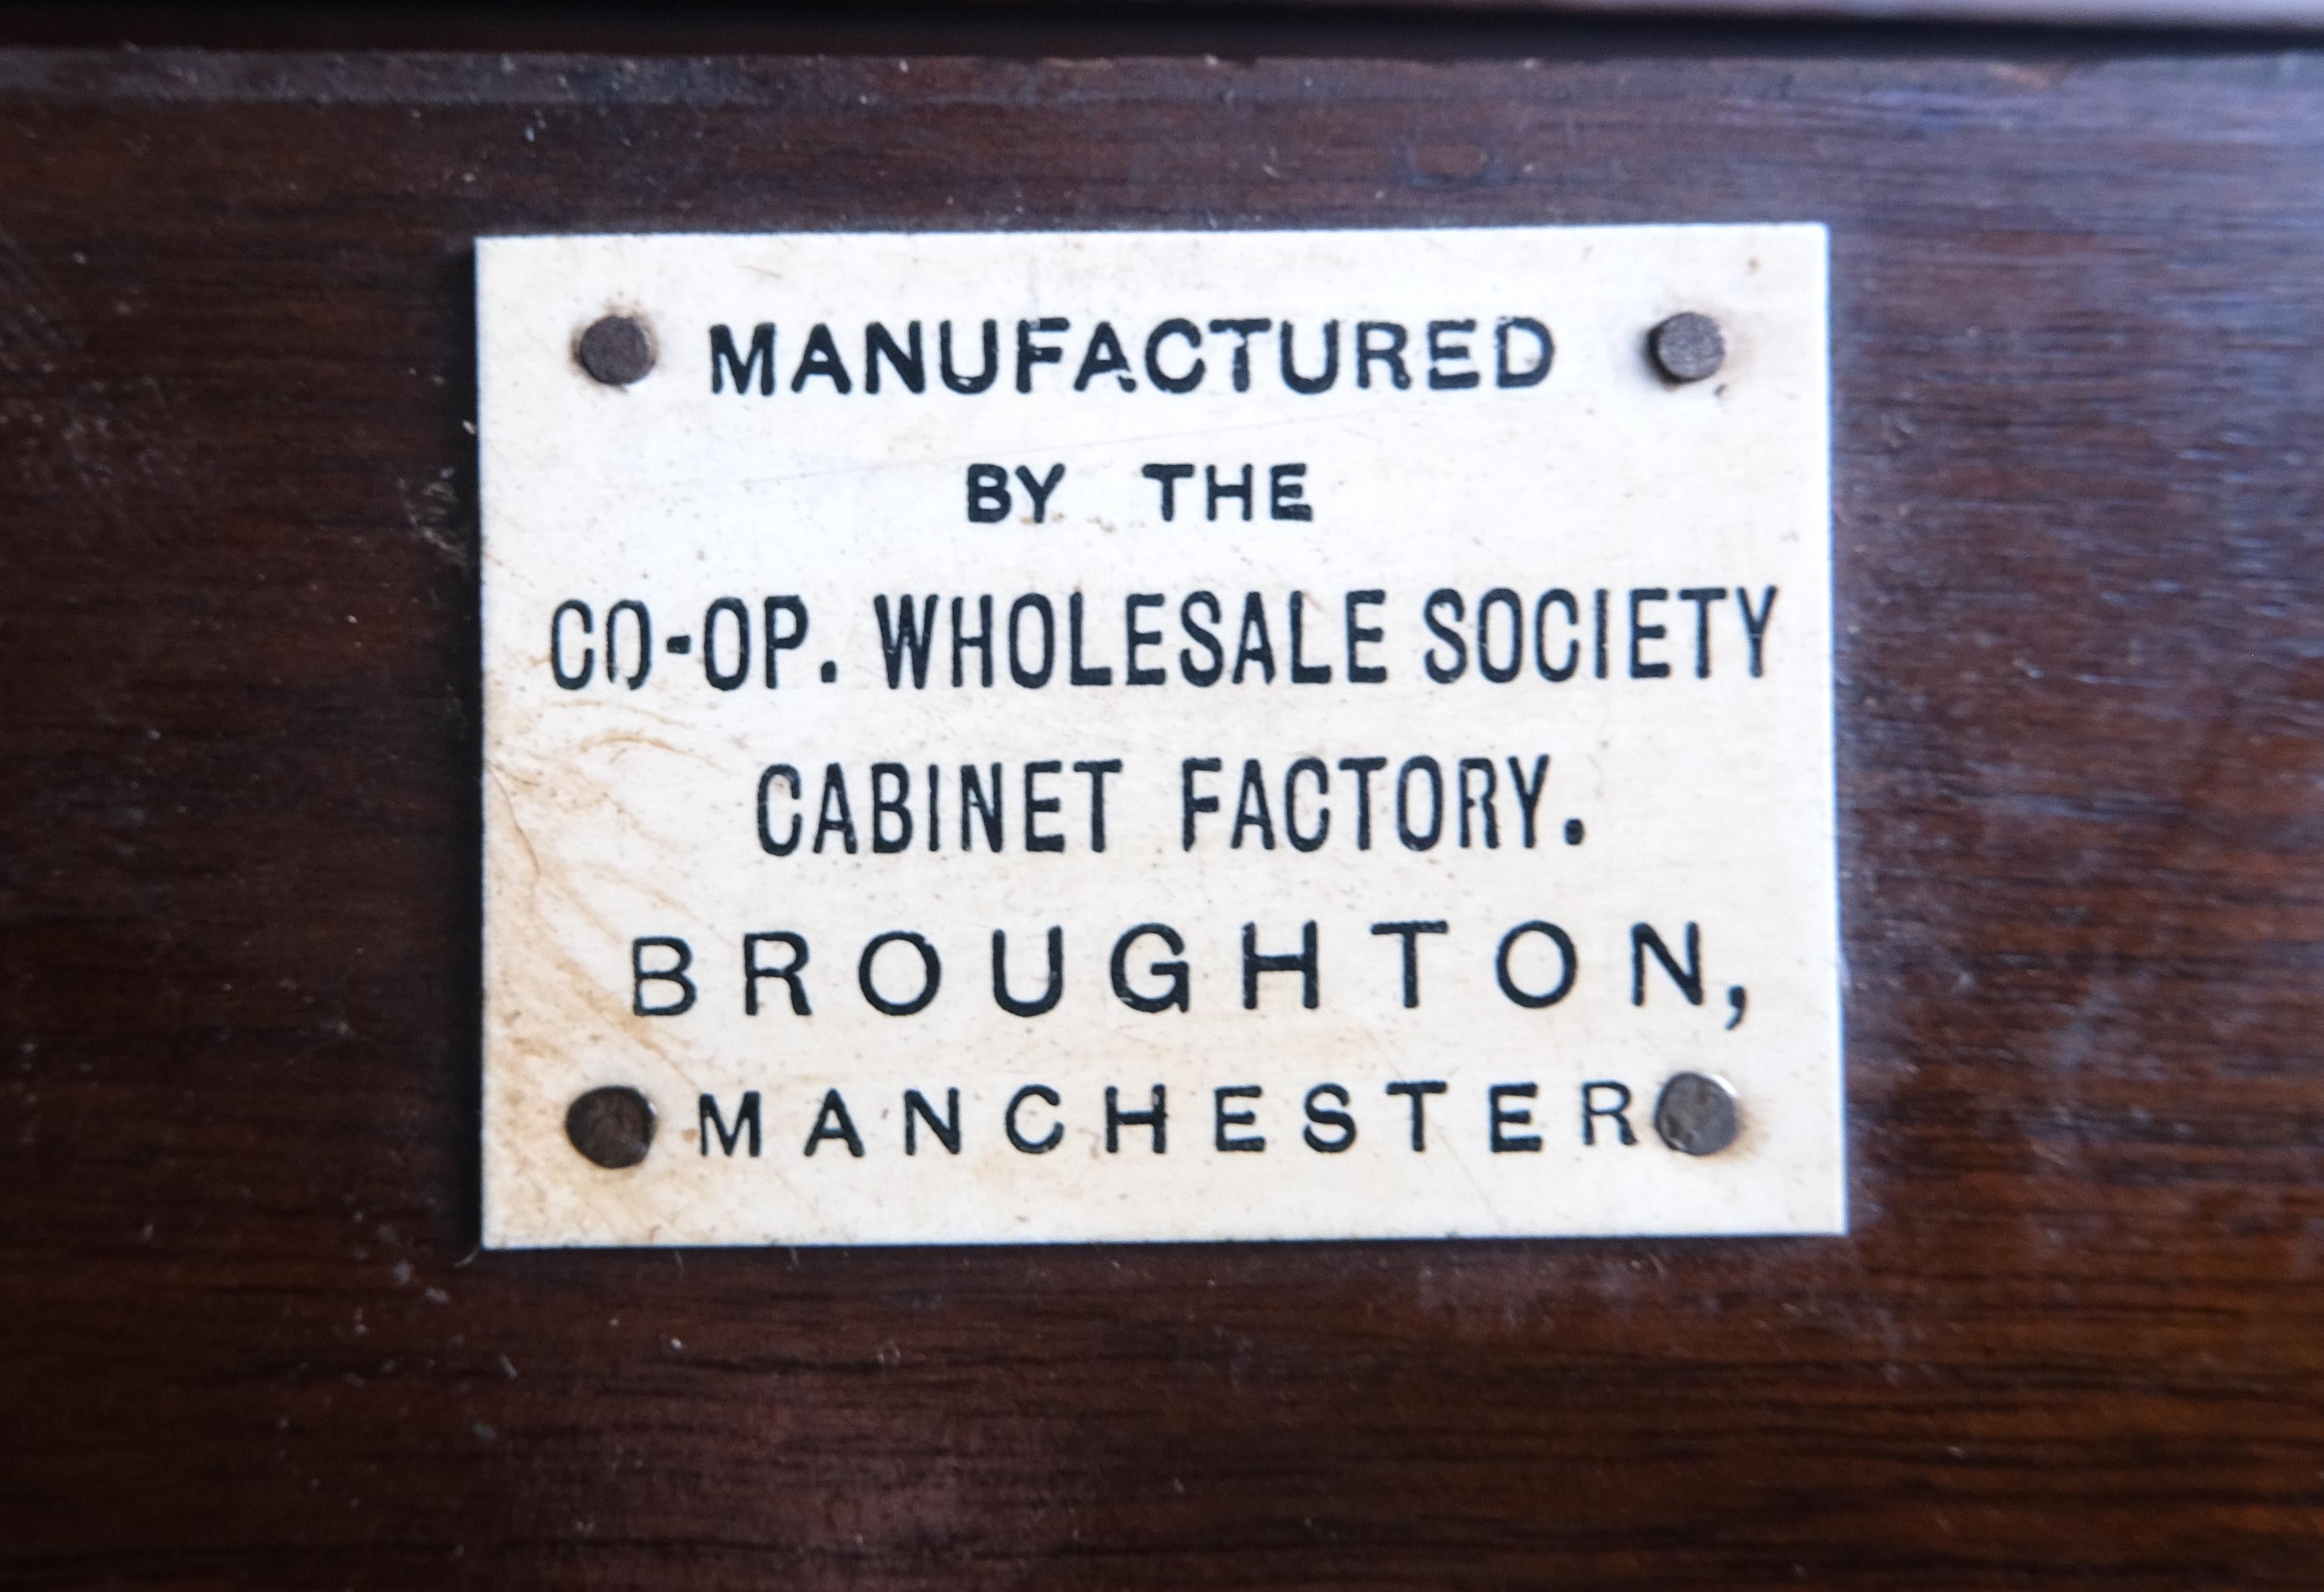 MANUFACTURED
BY THE
CO-OP. WHOLESALE SOCIETY
CABINET FACTORY.
BROUGHTON,
MANCHESTER